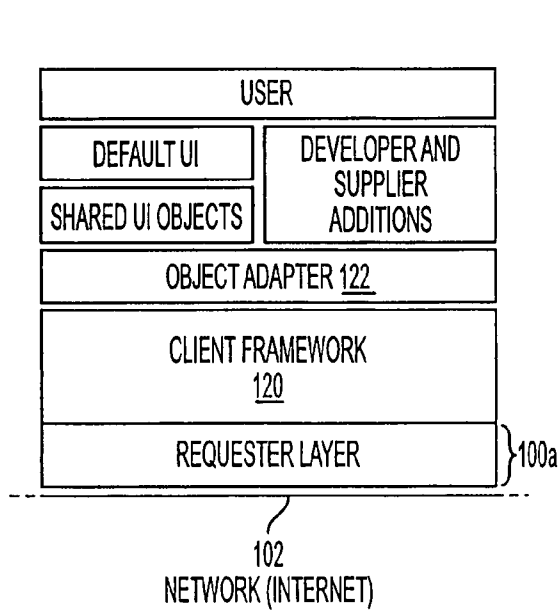 USER
DEFAULT UI
SHARED UI OBJECTS
DEVELOPER AND
SUPPLIER
ADDITIONS
OBJECT ADAPTER 122
CLIENT FRAMEWORK
120
REQUESTER LAYER
100a
102
NETWORK (INTERNET)